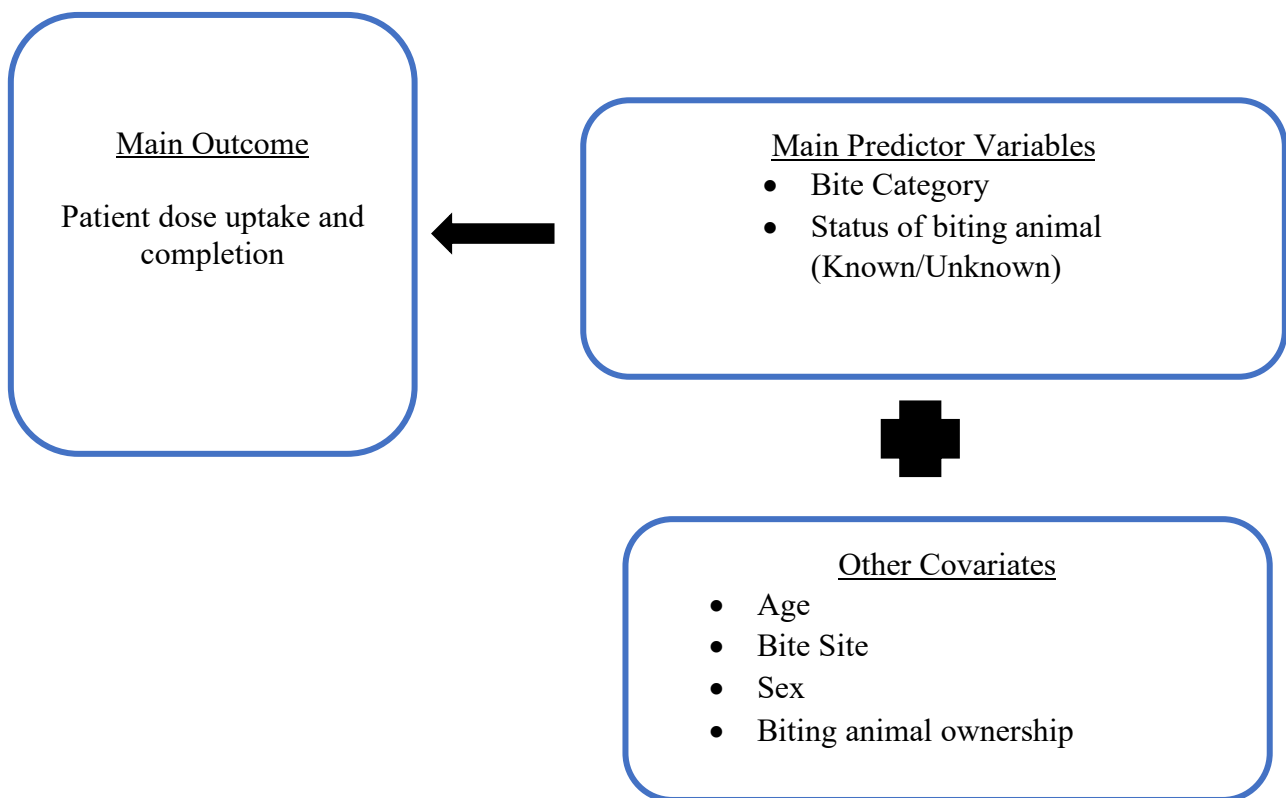 Main Outcome
Patient dose uptake and
completion
Main Predictor Variables
• Bite Category
• Status of biting animal
(Known/Unknown)
Other Covariates
• Age
• Bite Site
• Sex
• Biting animal ownership